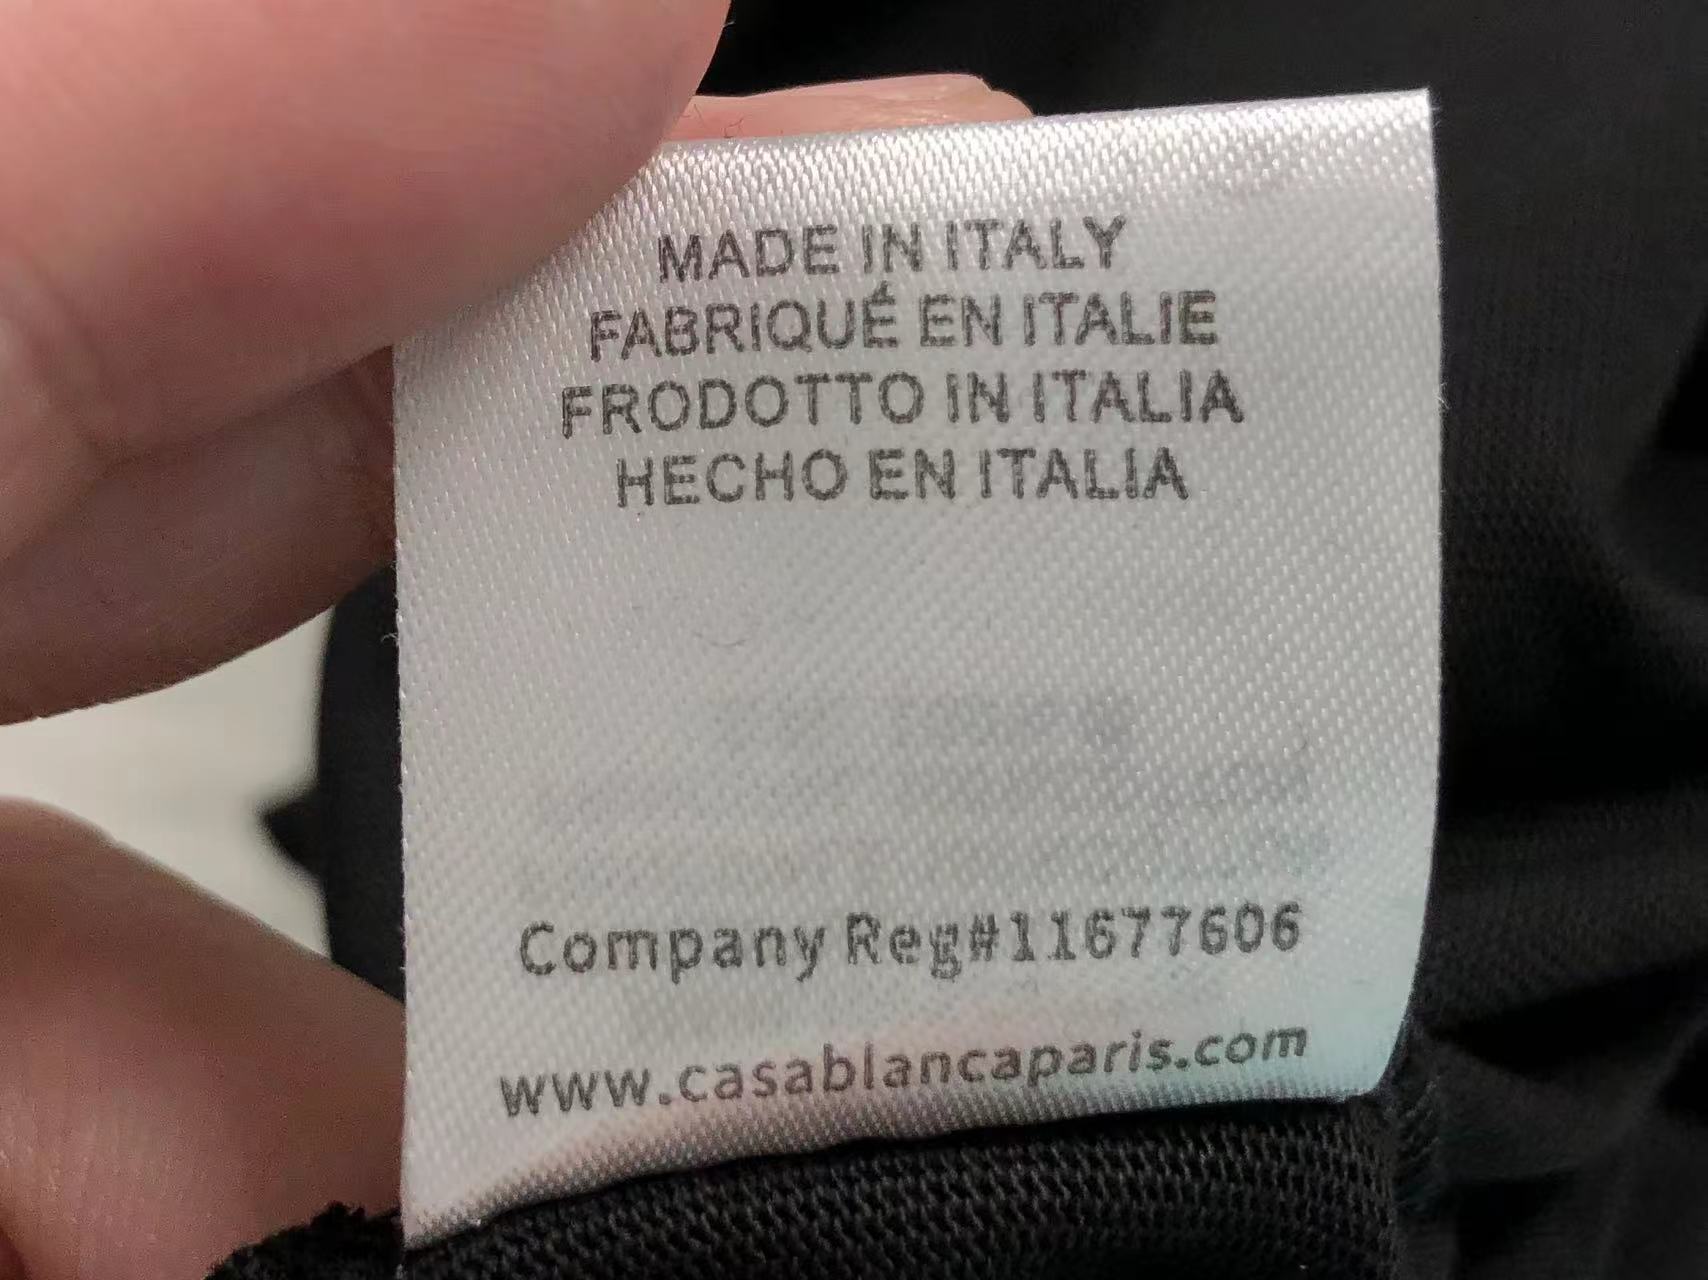 MADE IN ITALY
FABRIQUÉ EN ITALIE
FRODOTTO IN ITALIA
HECHO EN ITALIA
Company Reg#11677606
www.casablancaparis.com